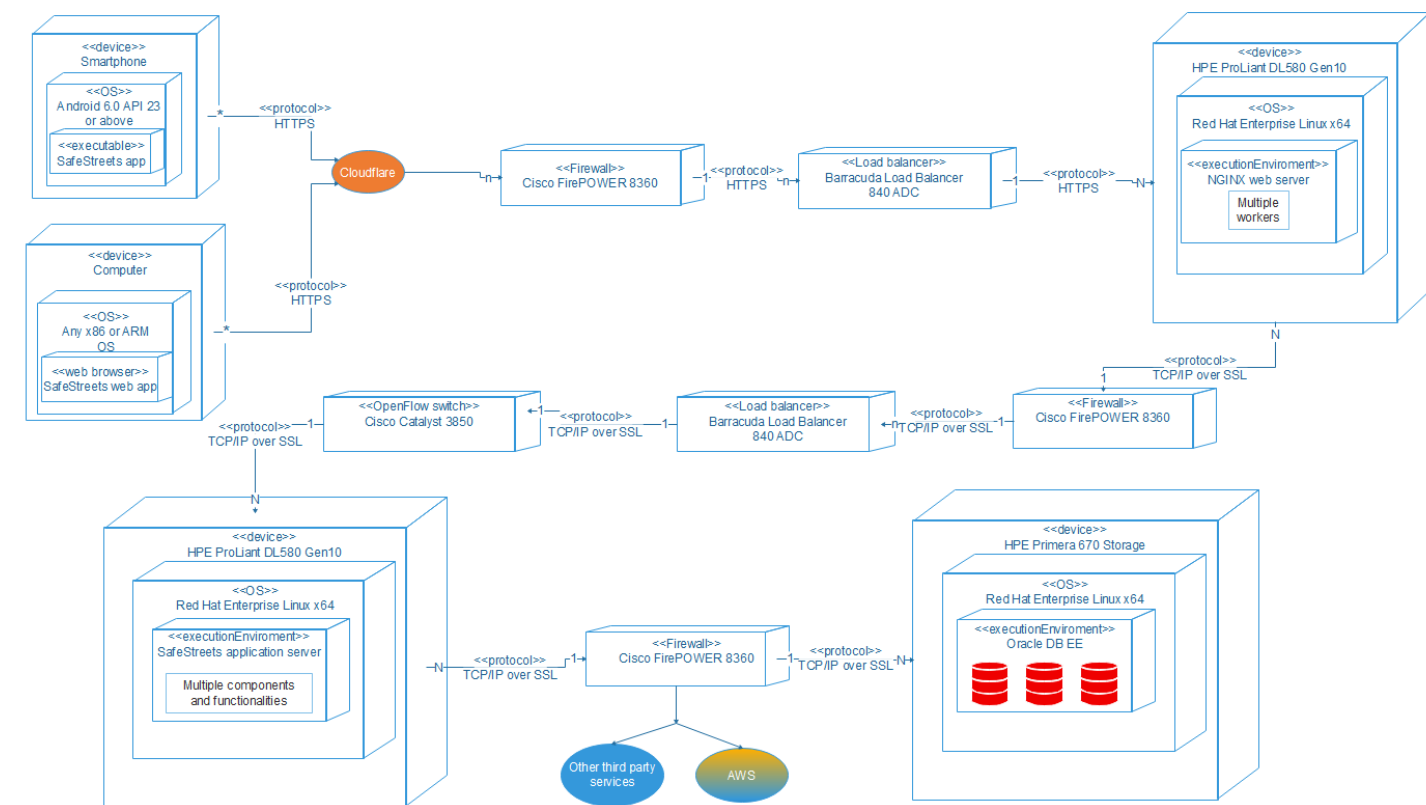 <<device>>
Smartphone
<<OS>>
Android 6.0 API 23
or above
<<executable>>
SafeStreets app
*
<<protocol>>
HTTPS
Cloudflare
n
<<Firewall>>
Cisco FirePOWER 8360
1
<<protocol>>
HTTPS
n
<<Load balancer>>
Barracuda Load Balancer
840 ADC
1
<<protocol>>
HTTPS
N
<<device>>
HPE ProLiant DL580 Gen10
<<OS>>
Red Hat Enterprise Linux x64
<<executionEnviroment>>
NGINX web server
Multiple
workers
<<device>>
Computer
<<OS>>
Any x86 or ARM
OS
<<web browser>>
SafeStreets web app
*
<<protocol>>
HTTPS
N
<<protocol>>
TCP/IP over SSL
1
<<Firewall>>
Cisco FirePOWER 8360
1
<<protocol>>
TCP/IP over SSL
n
<<Load balancer>>
Barracuda Load Balancer
840 ADC
1
<<protocol>>
TCP/IP over SSL
1
<<OpenFlow switch>>
Cisco Catalyst 3850
1
<<protocol>>
TCP/IP over SSL
N
<<device>>
HPE ProLiant DL580 Gen10
<<OS>>
Red Hat Enterprise Linux x64
<<executionEnviroment>>
SafeStreets application server
Multiple components
and functionalities
N
<<protocol>>
TCP/IP over SSL
1
<<Firewall>>
Cisco FirePOWER 8360
1
<<protocol>>
TCP/IP over SSL
N
<<device>>
HPE Primera 670 Storage
<<OS>>
Red Hat Enterprise Linux x64
<<executionEnviroment>>
Oracle DB EE
Other third party
services
AWS